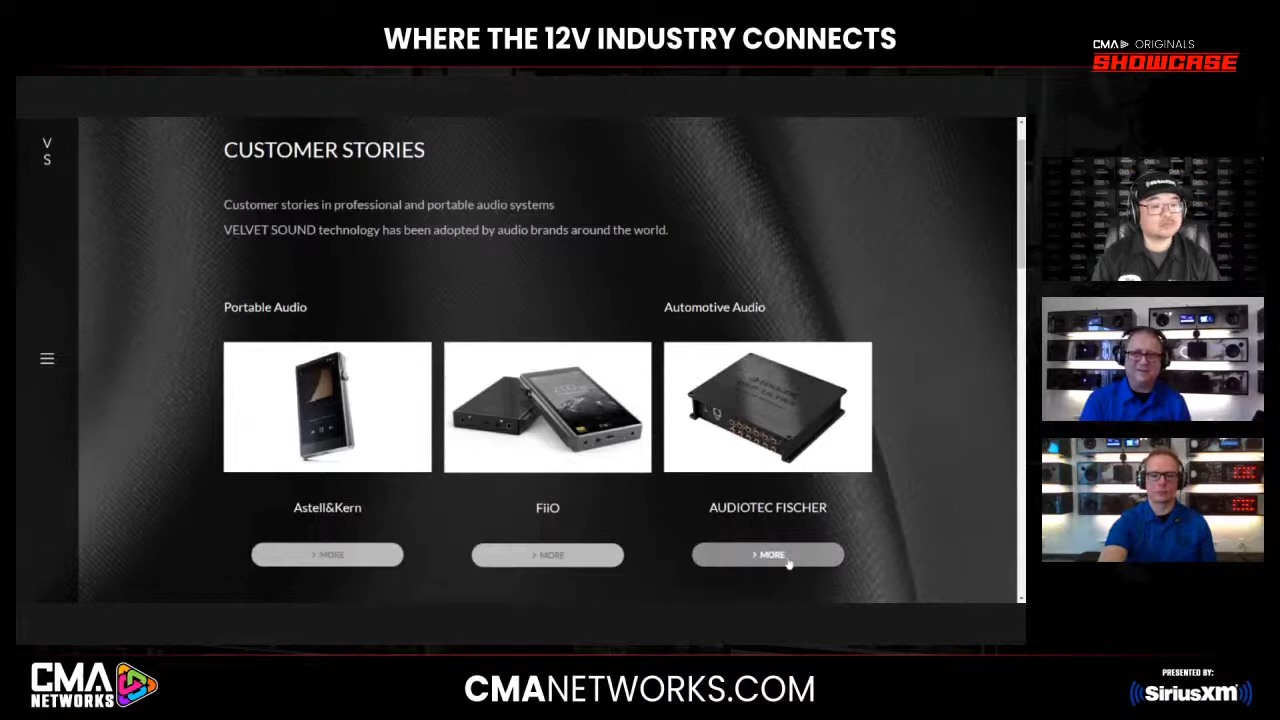 WHERE THE 12V INDUSTRY CONNECTS
CMA ORIGINALS
SHOWCASE
V
S
CUSTOMER STORIES
Customer stories in professional and portable audio systems
VELVET SOUND technology has been adopted by audio brands around the world.
Portable Audio
Automotive Audio
Astell&Kern
FiiO
AUDIOTEC FISCHER
> MORE
> MORE
> MORE
CMA
NETWORKS
CMANETWORKS.COM
PRESENTED BY:
SiriusXM